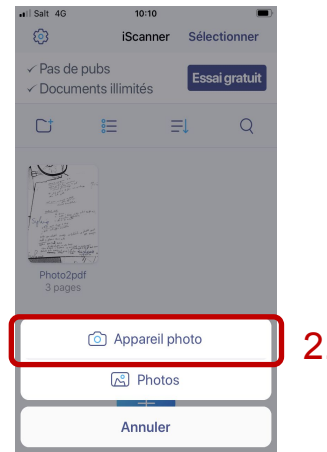 Salt 4G 10:10
iScanner Sélectionner
✓ Pas de pubs
✓ Documents illimités
Essai gratuit
Photo2pdf
3 pages
Appareil photo
2.
Photos
Annuler